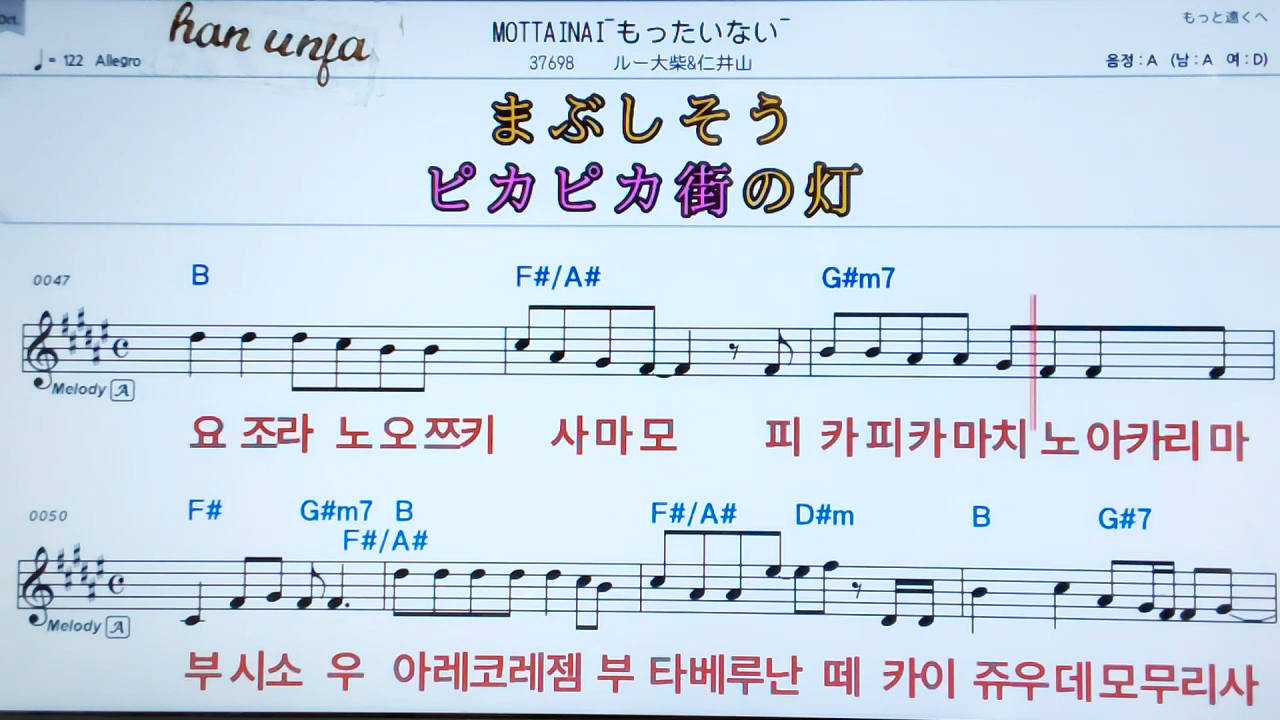 Oct.
han unfa
MOTTAINAI‾もったいない‾
もっと遠くへ
♩= 122 Allegro
37698 ルー大柴&仁井山
음정 : A (남 : A 여 : D)
まぶしそう
ピカピカ街の灯
0047 B F#/A# G#m7
Melody A
요 조라 노오쯔키 사마모 피 카피카마치 노아카리마
0050 F# G#m7 B F#/A# D#m B G#7
F#/A#
Melody A
부시소 우 아레코레젬 부 타베루난 떼 카이 쥬우데모무리사